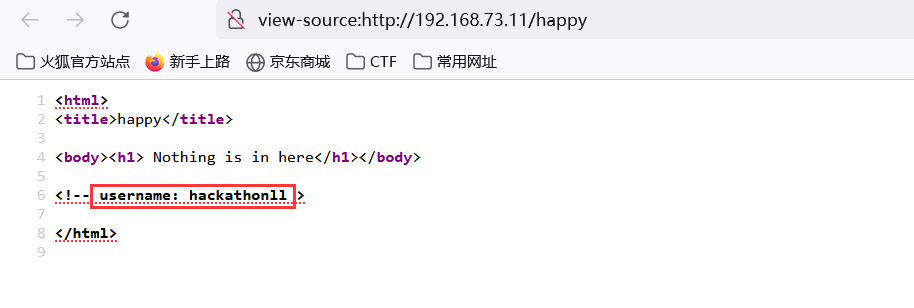 view-source:http://192.168.73.11/happy
火狐官方站点 新手上路 京东商城 CTF 常用网址
1 <html>
2 <title>happy</title>
3
4 <body><h1> Nothing is in here</h1></body>
5
6 <!-- username: hackathonll >
7
8 </html>
9